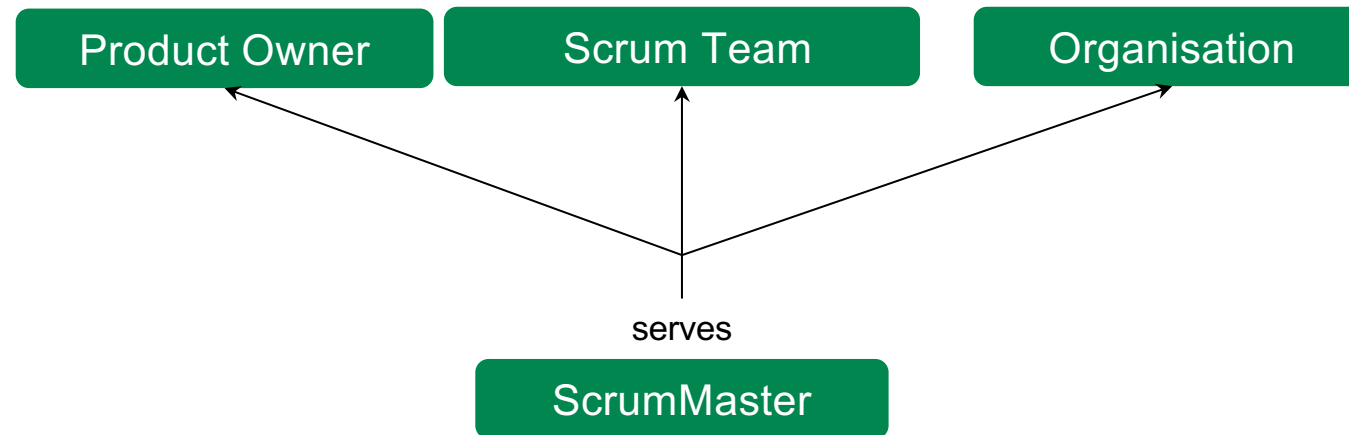 Product Owner
Scrum Team
Organisation
serves
ScrumMaster